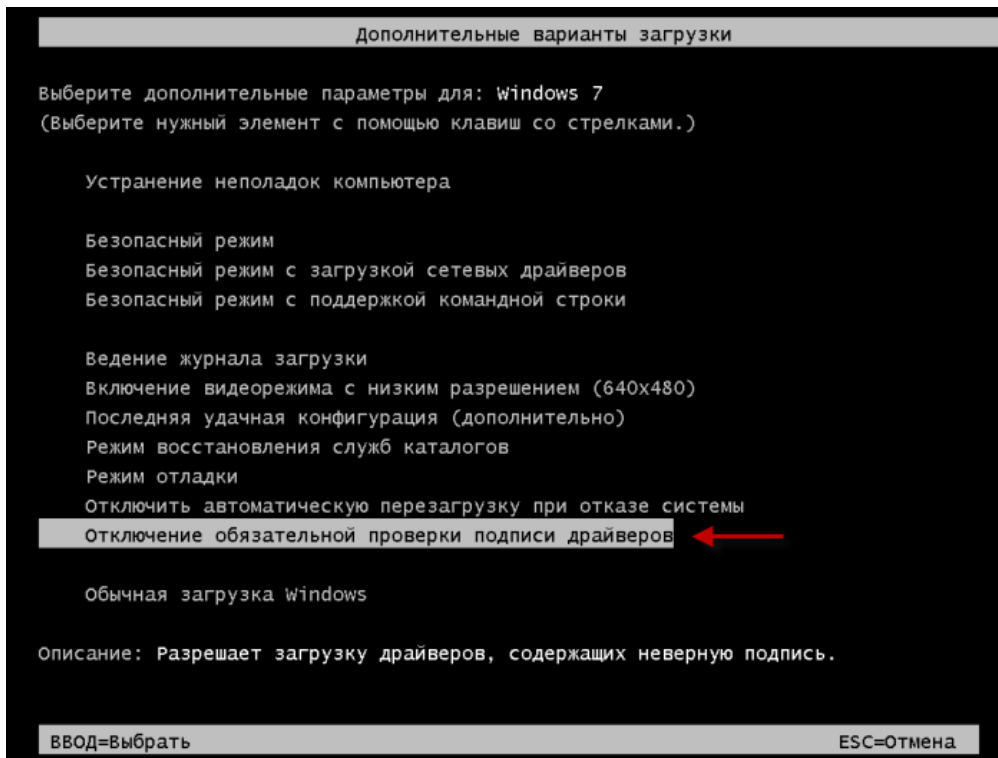 Дополнительные варианты загрузки
Выберите дополнительные параметры для: Windows 7
(Выберите нужный элемент с помощью клавиш со стрелками.)
Устранение неполадок компьютера
Безопасный режим
Безопасный режим с загрузкой сетевых драйверов
Безопасный режим с поддержкой командной строки
Ведение журнала загрузки
Включение видеорежима с низким разрешением (640x480)
Последняя удачная конфигурация (дополнительно)
Режим восстановления служб каталогов
Режим отладки
Отключить автоматическую перезагрузку при отказе системы
Отключение обязательной проверки подписи драйверов
Обычная загрузка Windows
Описание: Разрешает загрузку драйверов, содержащих неверную подпись.
ВВОД=Выбрать ESC=Отмена